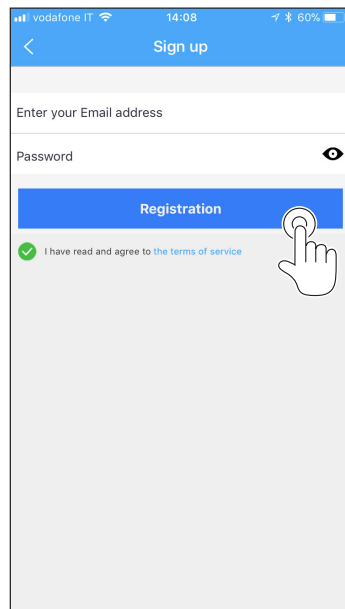 vodafone IT 14:08 60%
Sign up
Enter your Email address
Password
Registration
I have read and agree to the terms of service